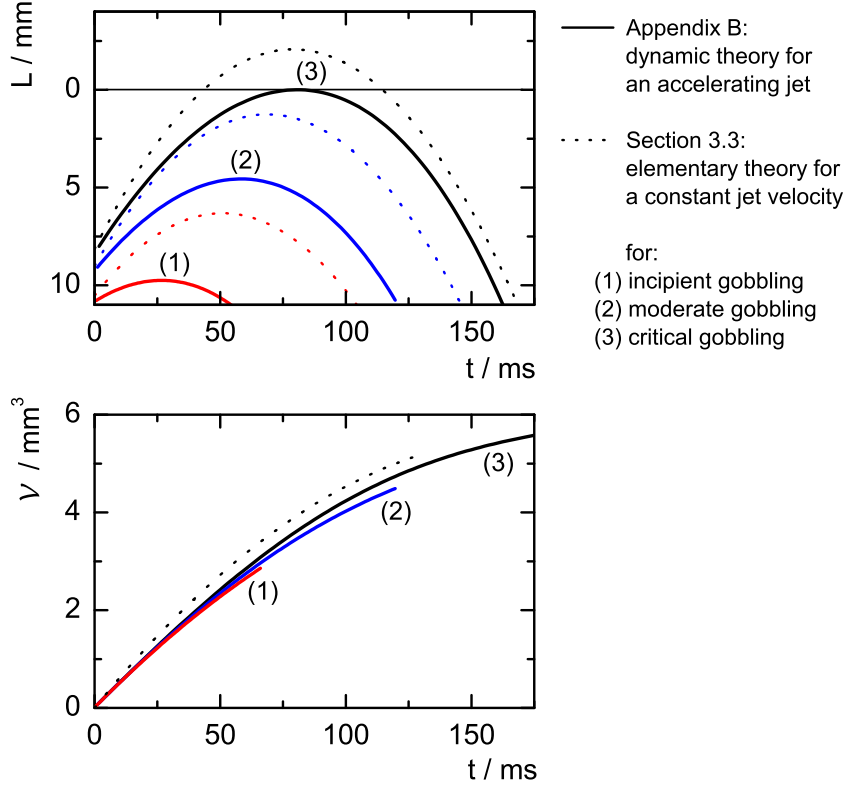 L / mm
0
5
10
(3)
(2)
(1)
0
50
100
150
t / ms
Appendix B:
dynamic theory for
an accelerating jet
Section 3.3:
elementary theory for
a constant jet velocity
for:
(1) incipient gobbling
(2) moderate gobbling
(3) critical gobbling
ν / mm³
6
4
2
0
(3)
(2)
(1)
0
50
100
150
t / ms